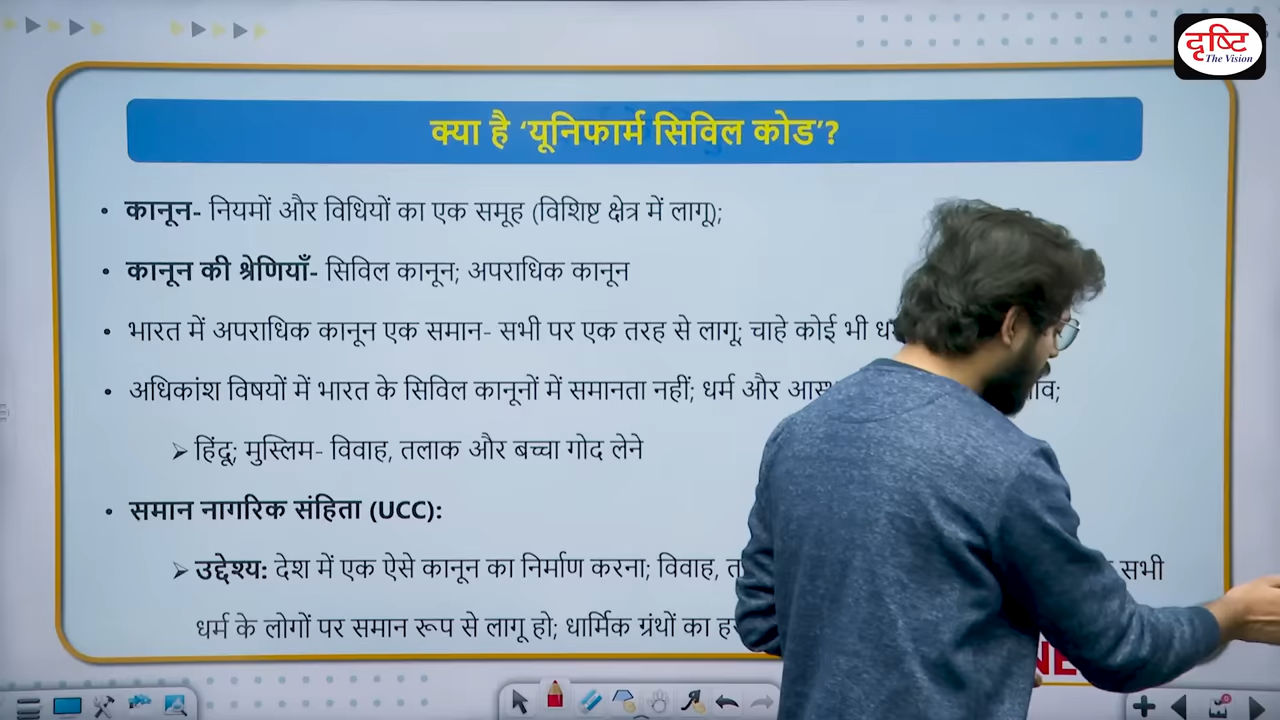 दृष्टि
The Vision
क्या है ‘यूनिफार्म सिविल कोड’?
• कानून- नियमों और विधियों का एक समूह (विशिष्ट क्षेत्र में लागू);
• कानून की श्रेणियाँ- सिविल कानून; अपराधिक कानून
• भारत में अपराधिक कानून एक समान- सभी पर एक तरह से लागू; चाहे कोई भी
• अधिकांश विषयों में भारत के सिविल कानूनों में समानता नहीं; धर्म और
➢ हिंदू; मुस्लिम- विवाह, तलाक और बच्चा गोद लेने
• समान नागरिक संहिता (UCC):
➢ उद्देश्य: देश में एक ऐसे कानून का निर्माण करना; विवाह, सभी
धर्म के लोगों पर समान रूप से लागू हो; धार्मिक ग्रंथों का